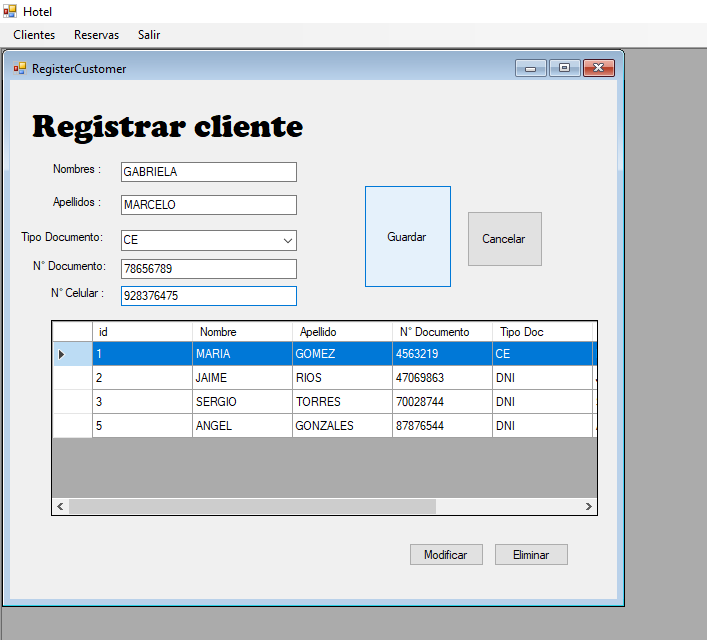 Hotel
Clientes Reservas Salir
RegisterCustomer
Registrar cliente
Nombres : GABRIELA
Apellidos : MARCELO
Tipo Documento: CE
N° Documento: 78656789
N° Celular : 928376475
Guardar
Cancelar
id Nombre Apellido N° Documento Tipo Doc
1 MARIA GOMEZ 4563219 CE
2 JAIME RIOS 47069863 DNI
3 SERGIO TORRES 70028744 DNI
5 ANGEL GONZALES 87876544 DNI
Modificar Eliminar